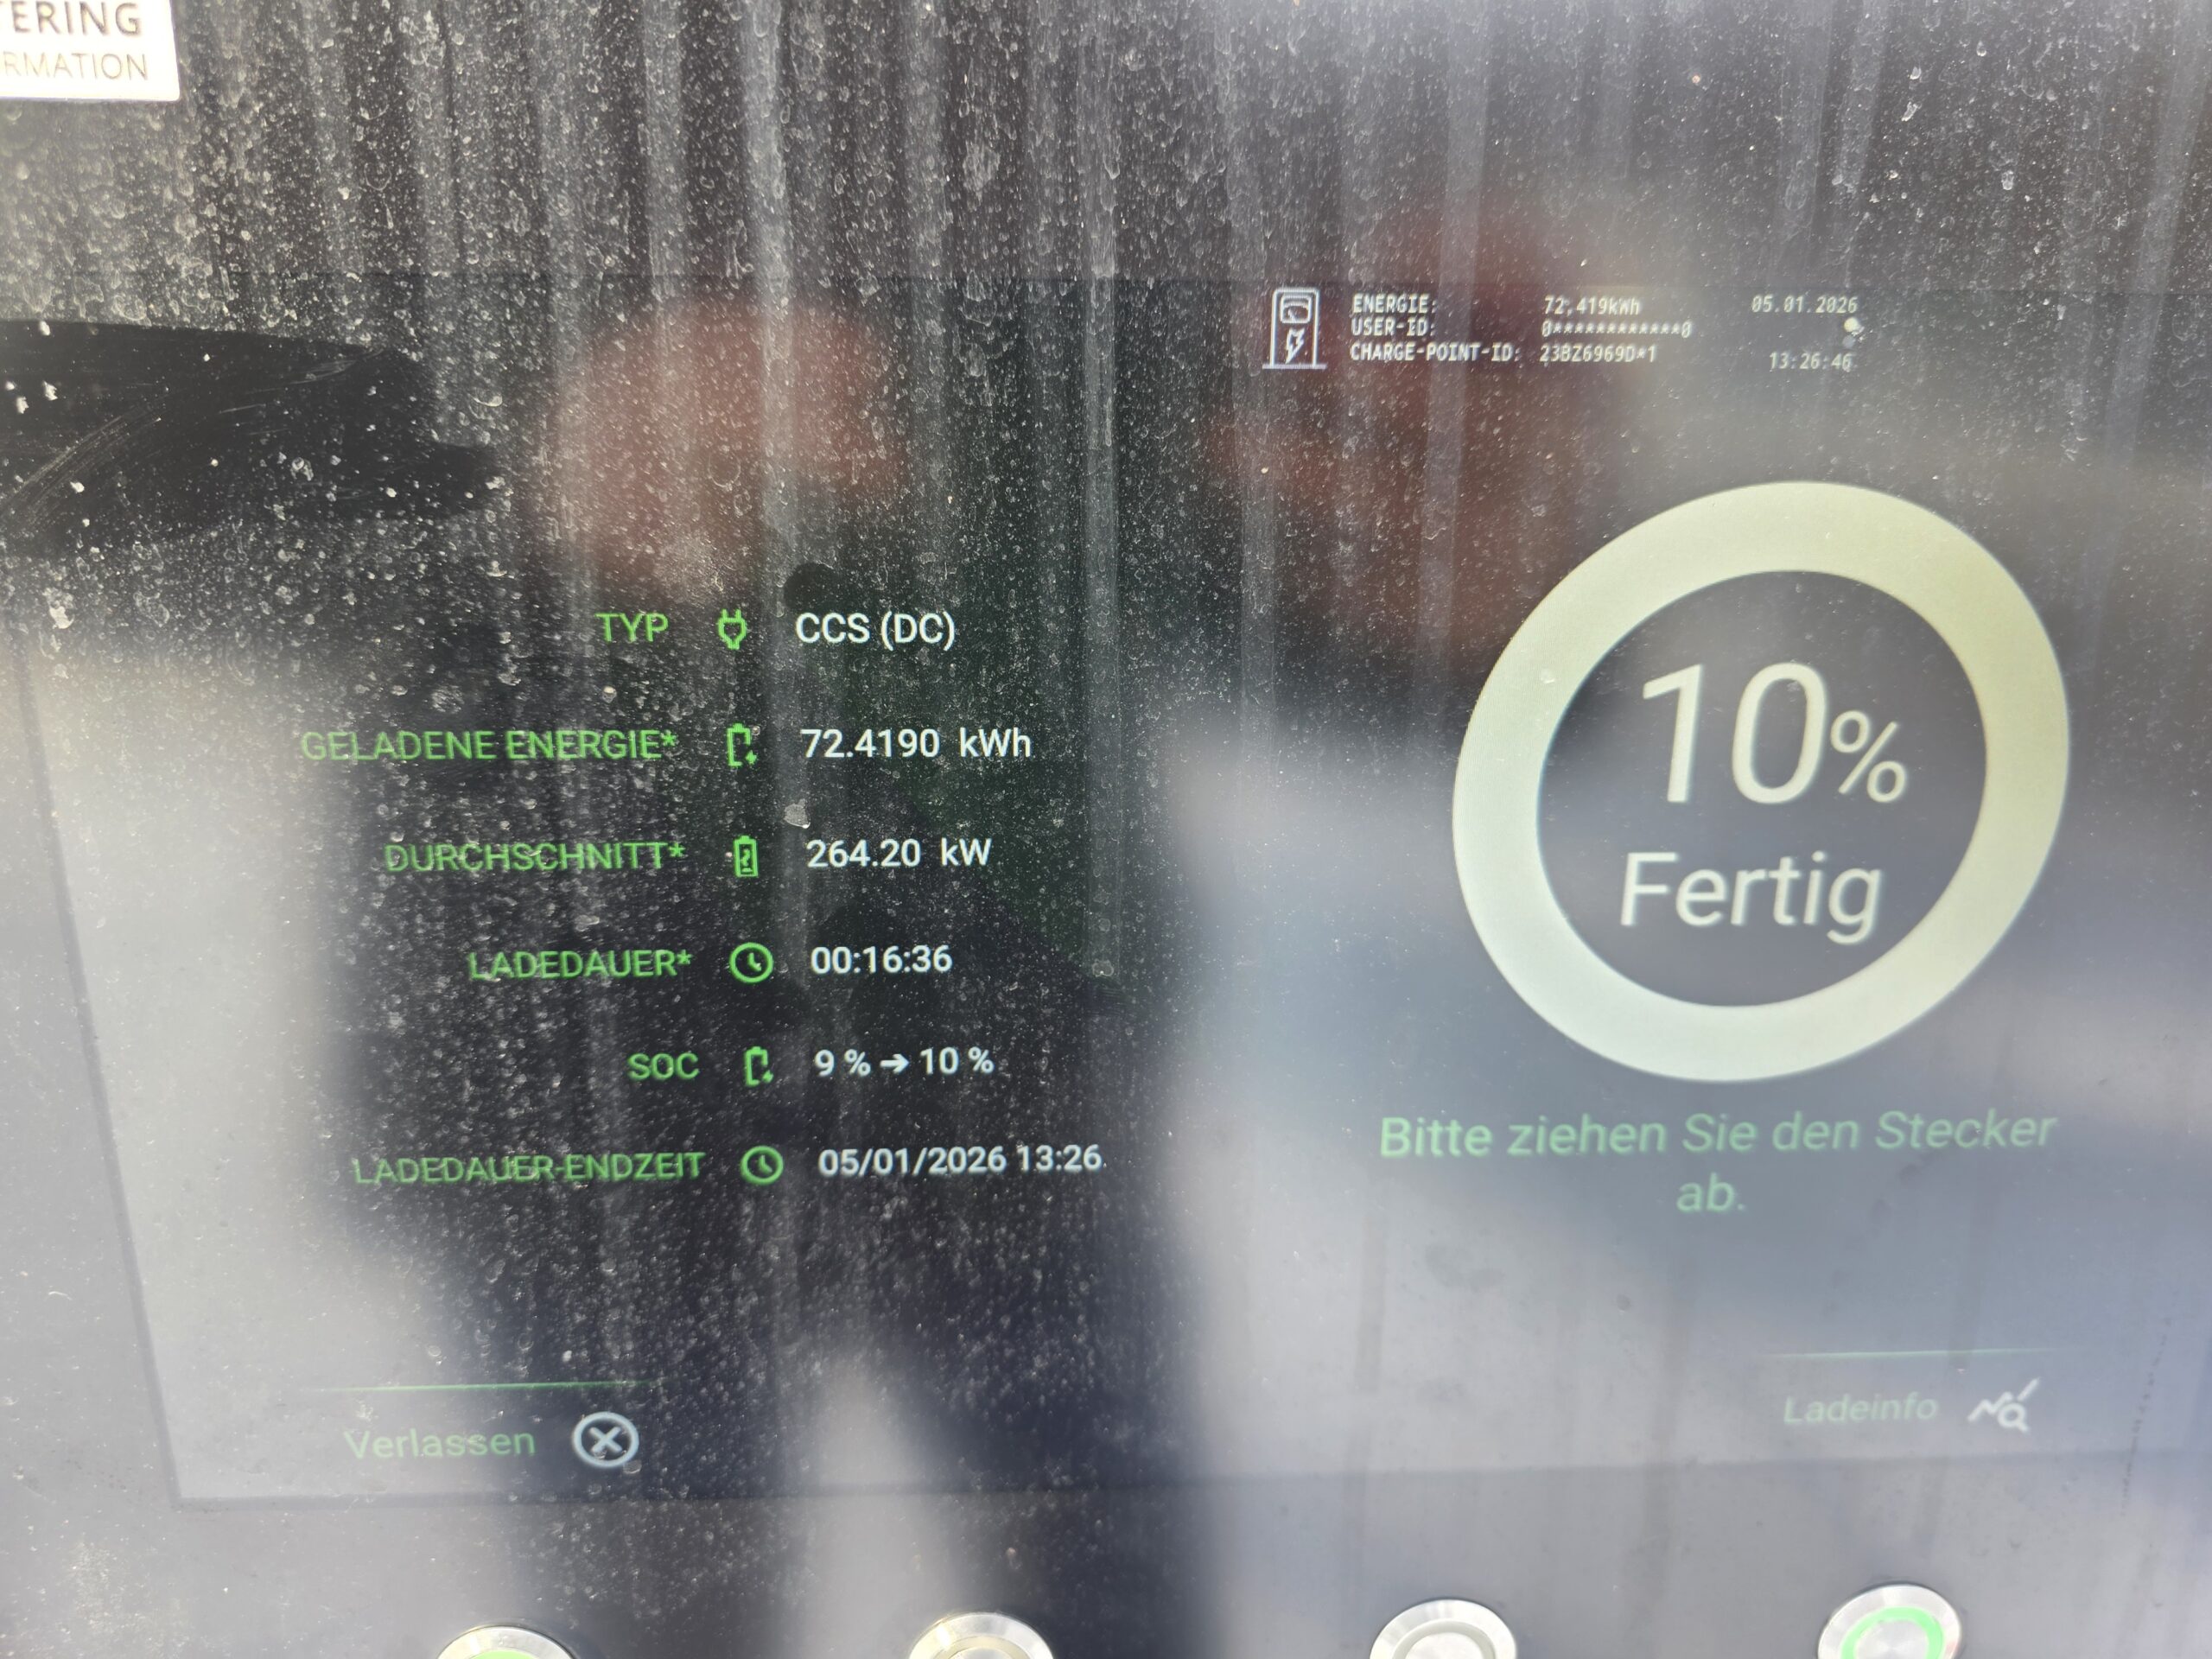 TERING
RMATION
ENERGIE: 72,419kWh 05.01.2026
USER-ID: 0************0
CHARGE-POINT-ID: 23BZ6969D*1 13:26:46
TYP CCS (DC)
GELADENE ENERGIE* 72.4190 kWh
DURCHSCHNITT* 264.20 kW
LADEDAUER* 00:16:36
SOC 9 % ➔ 10 %
LADEDAUER-ENDZEIT 05/01/2026 13:26
10%
Fertig
Bitte ziehen Sie den Stecker
ab.
Verlassen
Ladeinfo